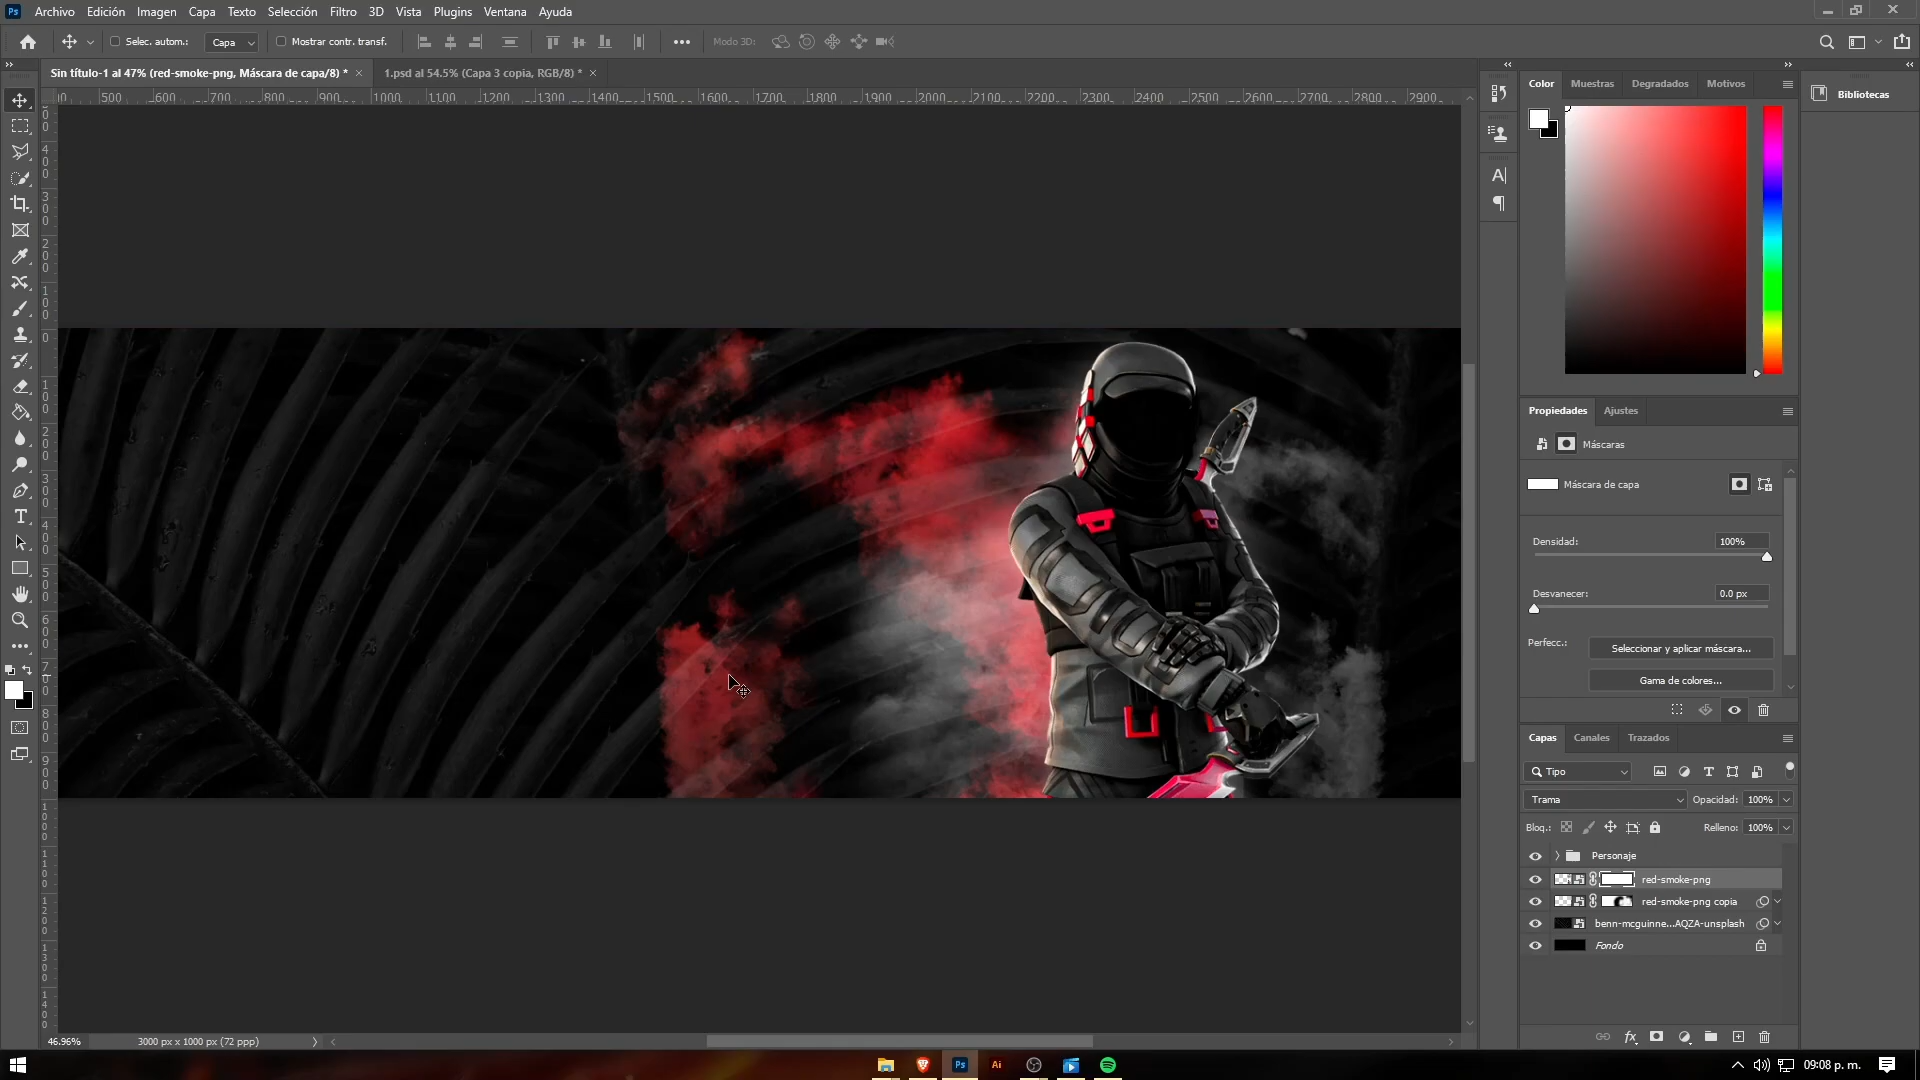 Ps Archivo Edición Imagen Capa Texto Selección Filtro 3D Vista Plugins Ventana Ayuda
Selec. autom.: Capa Mostrar contr. transf. Modo 3D:
Sin título-1 al 47% (red-smoke-png, Máscara de capa/8) * × 1.psd al 54.5% (Capa 3 copia, RGB/8) * ×
500 600 700 800 900 1000 1100 1200 1300 1400 1500 1600 1700 1800 1900 2000 2100 2200 2300 2400 2500 2600 2700 2800 2900
Color Muestras Degradados Motivos
Bibliotecas
Propiedades Ajustes
Máscaras
Máscara de capa
Densidad: 100%
Desvanecer: 0.0 px
Perfecc.: Seleccionar y aplicar máscara...
Gama de colores...
Capas Canales Trazados
Tipo
Trama Opacidad: 100%
Bloq.: Relleno: 100%
Personaje
red-smoke-png
red-smoke-png copia
benn-mcguinne...AQZA-unsplash
Fondo
46.96% 3000 px x 1000 px (72 ppp)
Ps Ai 09:08 p. m.